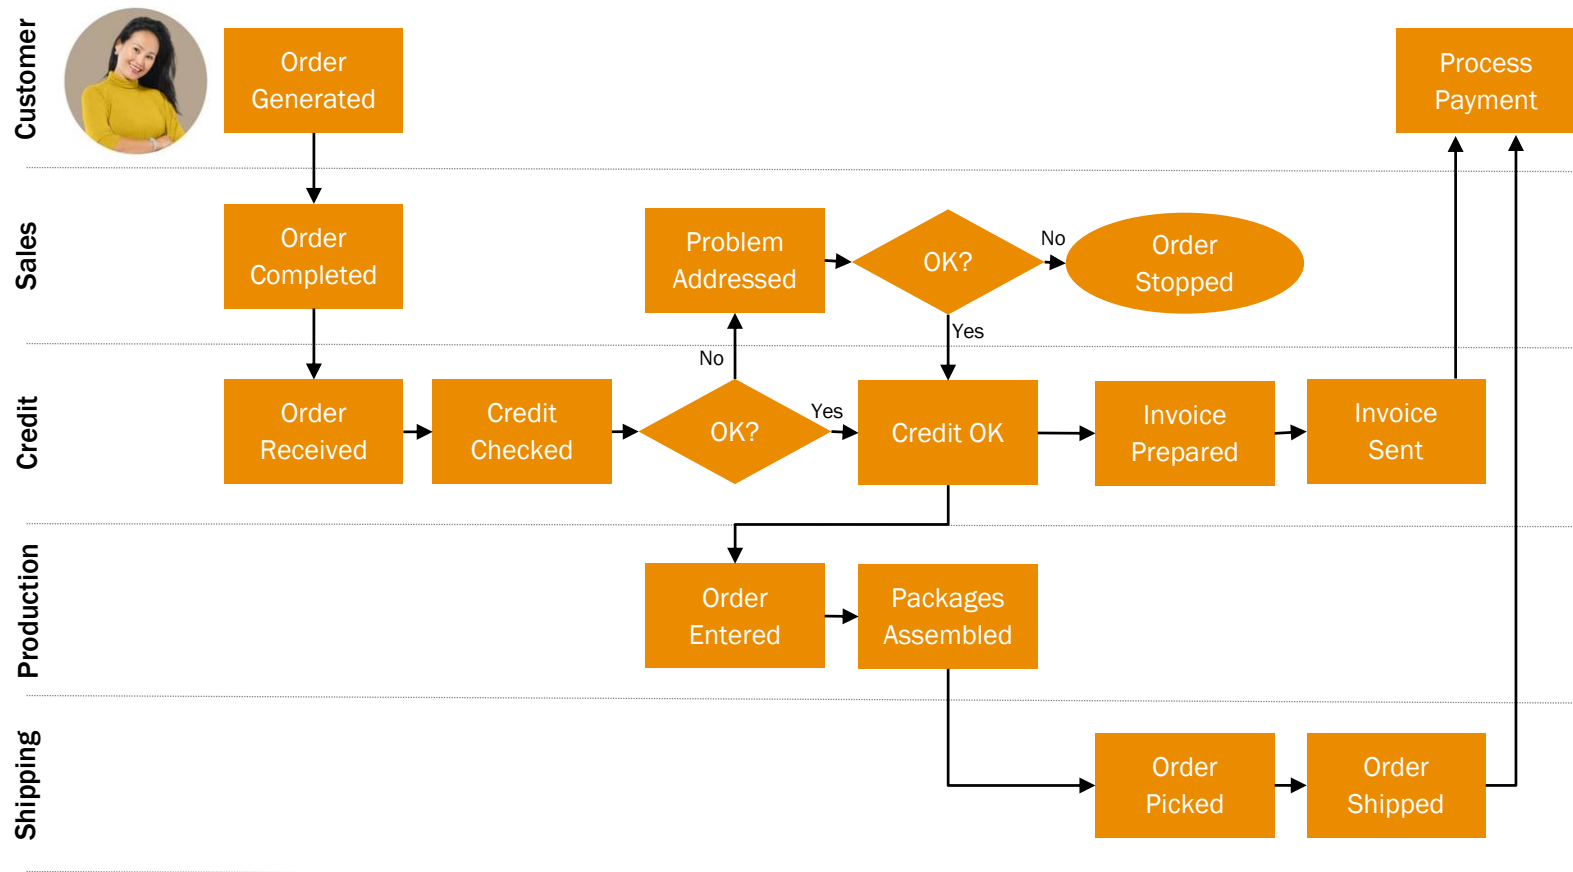 Customer
Order
Generated
Process
Payment
Sales
Order
Completed
Problem
Addressed
OK?
No
Order
Stopped
Yes
Credit
Order
Received
Credit
Checked
No
OK?
Yes
Credit OK
Invoice
Prepared
Invoice
Sent
Production
Order
Entered
Packages
Assembled
Shipping
Order
Picked
Order
Shipped